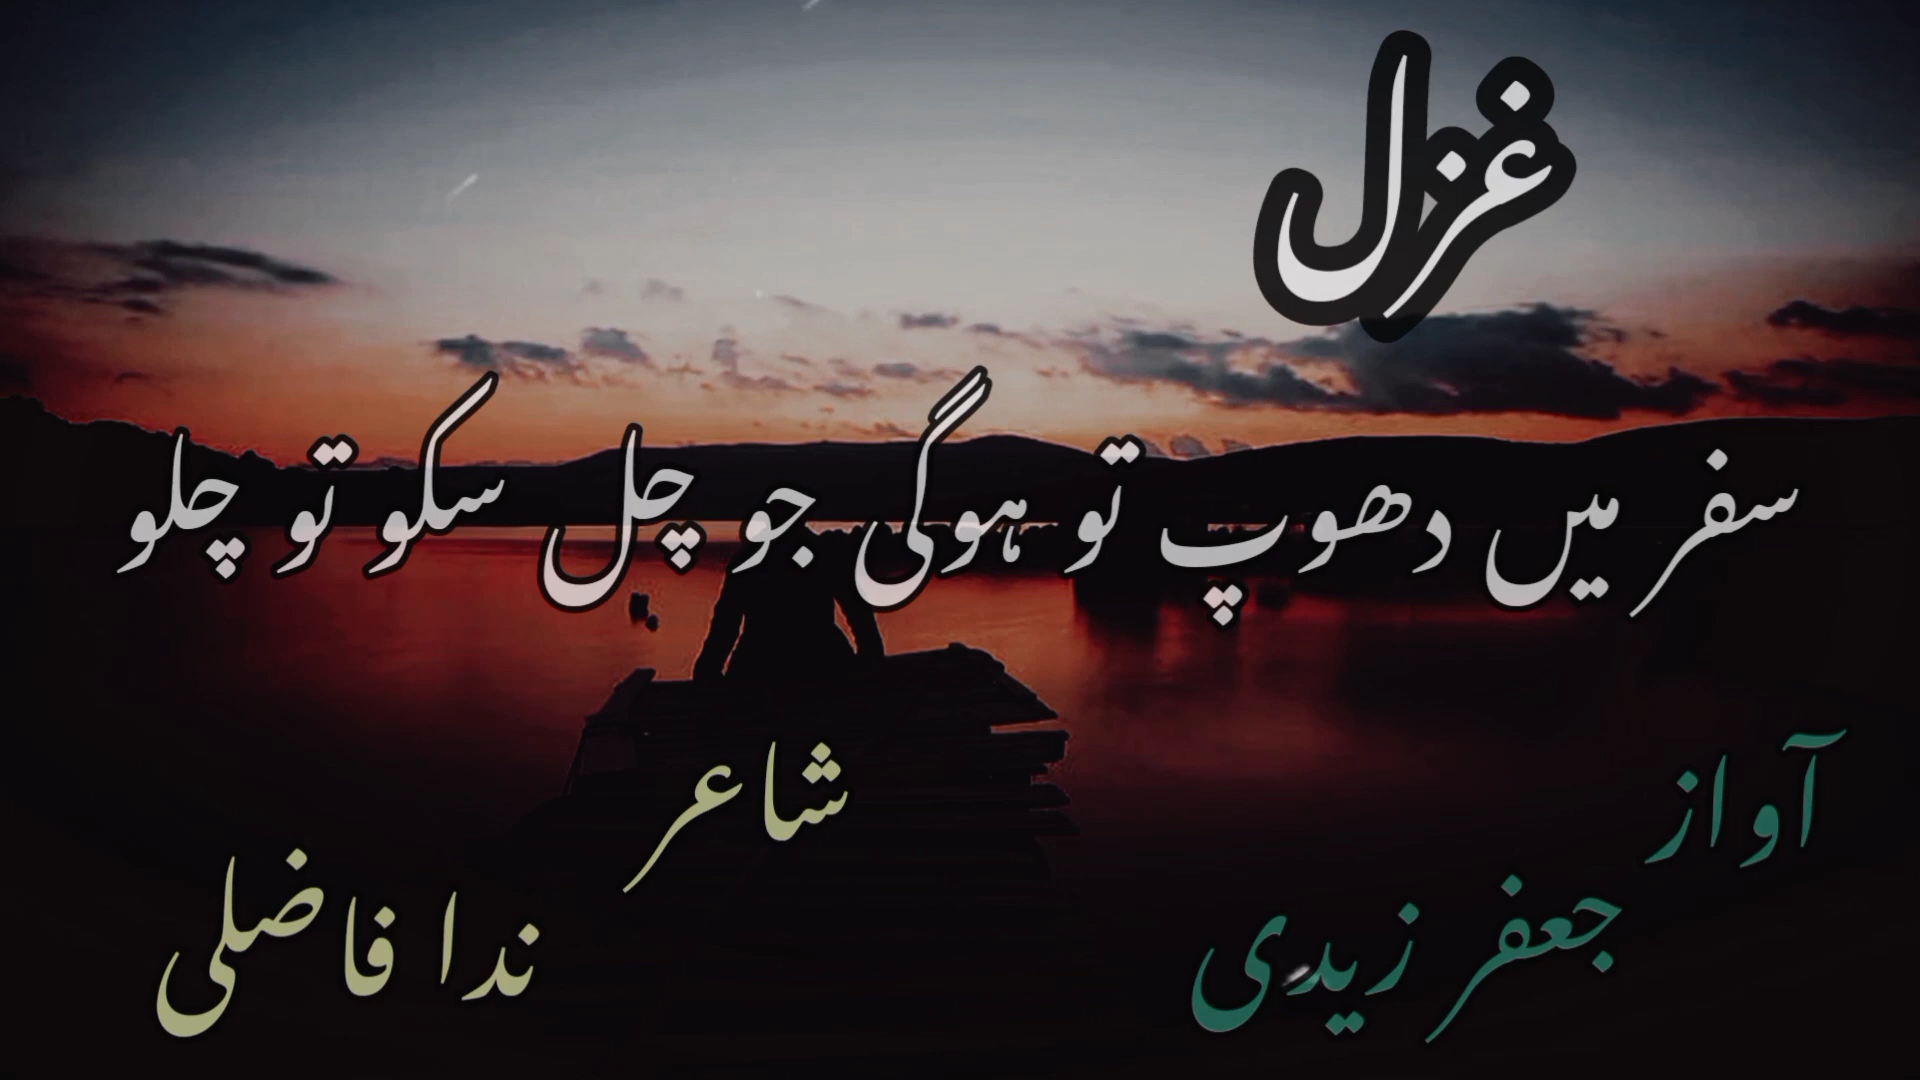 غزل
سفر میں دھوپ تو ہوگی جو چل سکو تو چلو
آواز
جعفر زیدی
شاعر
ندا فاضلی